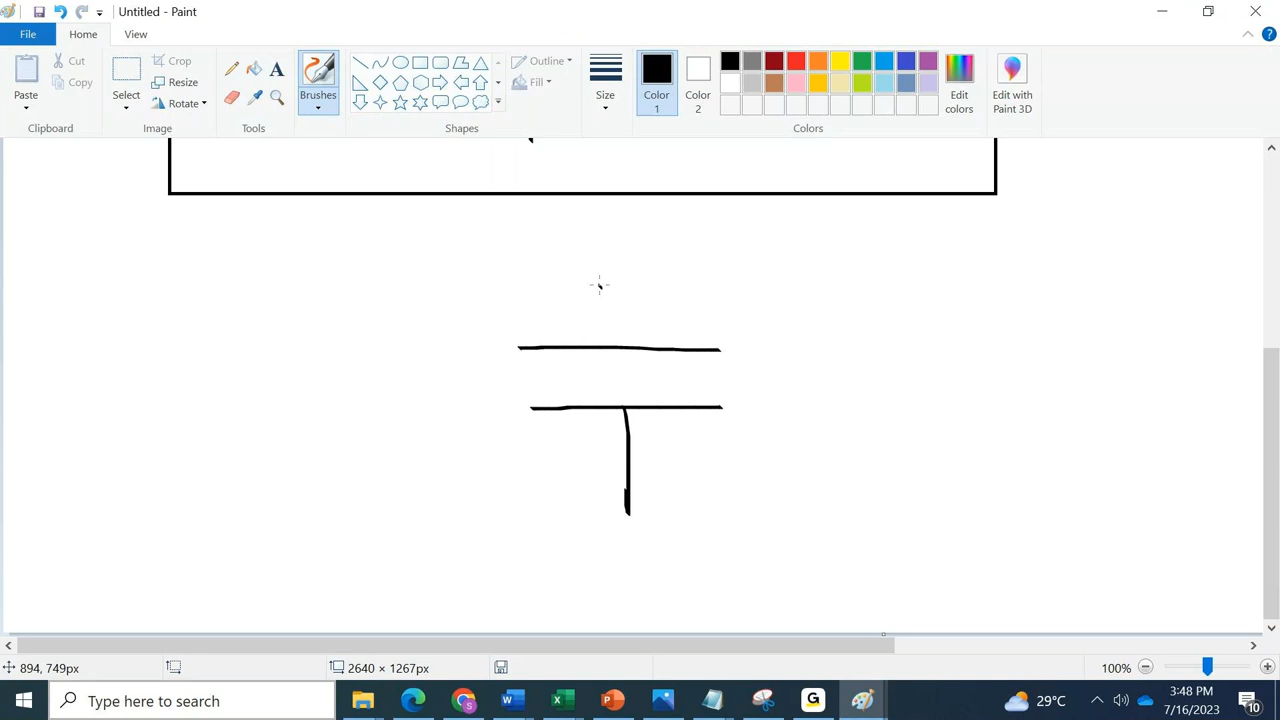 Untitled - Paint
File
Home
View
Paste
Cut
Copy
Clipboard
Select
Crop
Resize
Rotate
Image
A
Tools
Brushes
Outline
Fill
Shapes
Size
Color 1
Color 2
Edit colors
Colors
Edit with Paint 3D
894, 749px
2640 × 1267px
100%
Type here to search
29°C
3:48 PM
7/16/2023
10